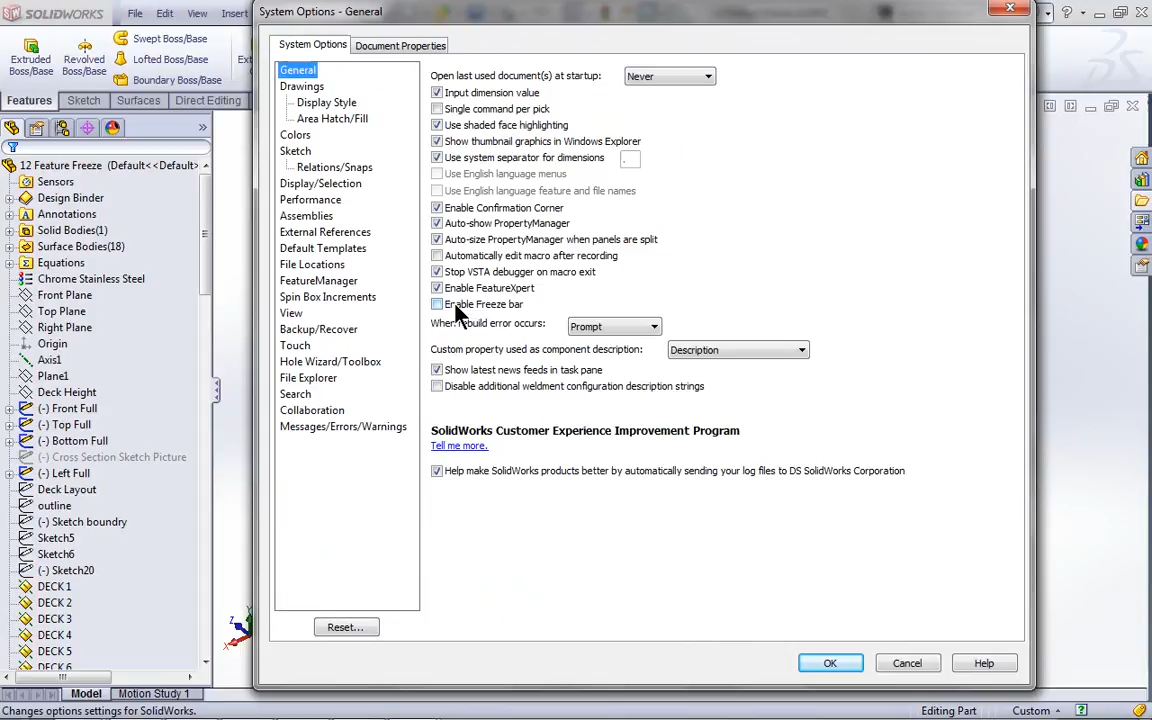 SOLIDWORKS File Edit View Insert
System Options - General
Extruded Boss/Base
Revolved Boss/Base
Swept Boss/Base
Lofted Boss/Base
Boundary Boss/Base
Features Sketch Surfaces Direct Editing
12 Feature Freeze (Default<<Default>
Sensors
Design Binder
Annotations
Solid Bodies(1)
Surface Bodies(18)
Equations
Chrome Stainless Steel
Front Plane
Top Plane
Right Plane
Origin
Axis1
Plane1
Deck Height
(-) Front Full
(-) Top Full
(-) Bottom Full
(-) Cross Section Sketch Picture
(-) Left Full
Deck Layout
outline
(-) Sketch boundry
Sketch5
Sketch6
(-) Sketch20
DECK 1
DECK 2
DECK 3
DECK 4
DECK 5
DECK 6
Model Motion Study 1
System Options Document Properties
General
Drawings
Display Style
Area Hatch/Fill
Colors
Sketch
Relations/Snaps
Display/Selection
Performance
Assemblies
External References
Default Templates
File Locations
FeatureManager
Spin Box Increments
View
Backup/Recover
Touch
Hole Wizard/Toolbox
File Explorer
Search
Collaboration
Messages/Errors/Warnings
Reset...
Open last used document(s) at startup: Never
Input dimension value
Single command per pick
Use shaded face highlighting
Show thumbnail graphics in Windows Explorer
Use system separator for dimensions .
Use English language menus
Use English language feature and file names
Enable Confirmation Corner
Auto-show PropertyManager
Auto-size PropertyManager when panels are split
Automatically edit macro after recording
Stop VSTA debugger on macro exit
Enable FeatureXpert
Enable Freeze bar
When rebuild error occurs: Prompt
Custom property used as component description: Description
Show latest news feeds in task pane
Disable additional weldment configuration description strings
SolidWorks Customer Experience Improvement Program
Tell me more.
Help make SolidWorks products better by automatically sending your log files to DS SolidWorks Corporation
OK Cancel Help
Changes options settings for SolidWorks. Editing Part Custom